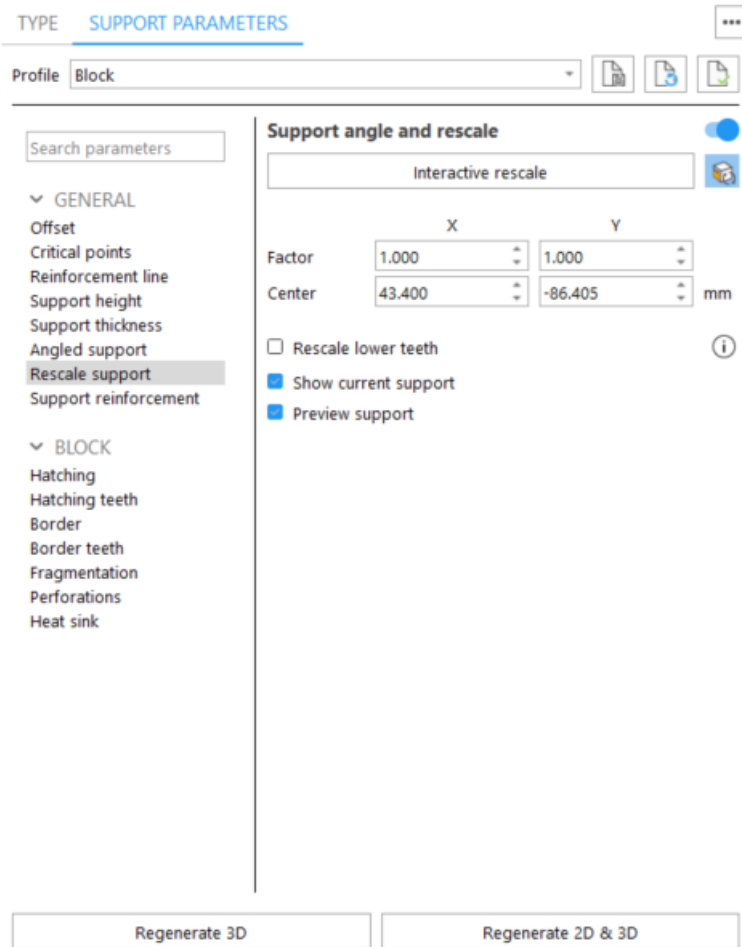 TYPE SUPPORT PARAMETERS
Profile Block
Search parameters
GENERAL
Offset
Critical points
Reinforcement line
Support height
Support thickness
Angled support
Rescale support
Support reinforcement
BLOCK
Hatching
Hatching teeth
Border
Border teeth
Fragmentation
Perforations
Heat sink
Support angle and rescale
Interactive rescale
X Y
Factor 1.000 1.000
Center 43.400 -86.405 mm
Rescale lower teeth
Show current support
Preview support
Regenerate 3D Regenerate 2D & 3D